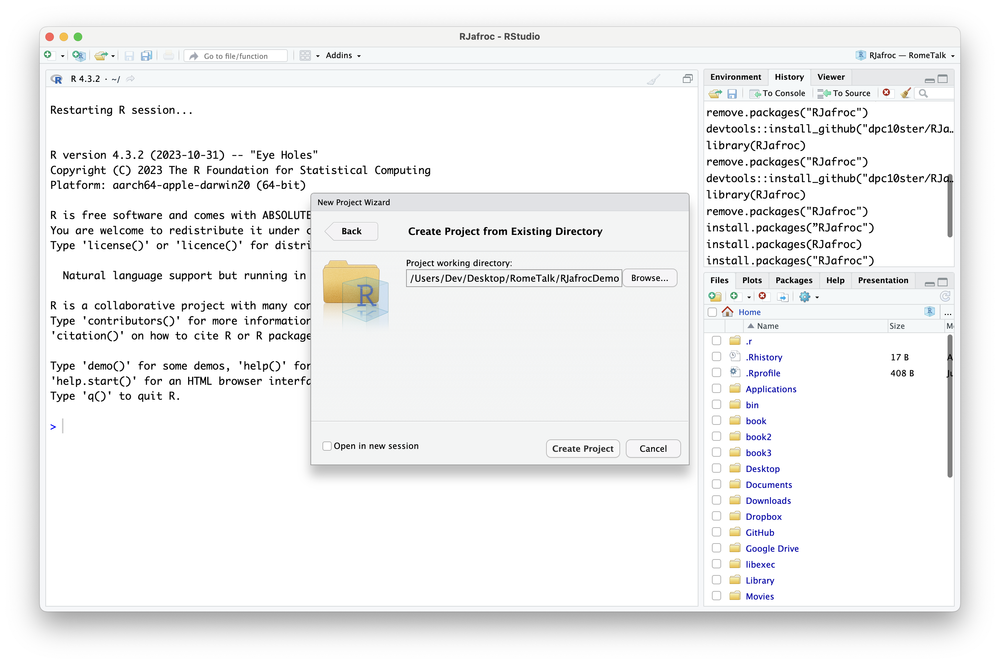 RJafroc - RStudio
Go to file/function
Addins
RJafroc — RomeTalk
R 4.3.2 · ~/
Restarting R session...
R version 4.3.2 (2023-10-31) -- "Eye Holes"
Copyright (C) 2023 The R Foundation for Statistical Computing
Platform: aarch64-apple-darwin20 (64-bit)
R is free software and comes with ABSOLUTE
You are welcome to redistribute it under c
Type 'license()' or 'licence()' for distri
Natural language support but running in
R is a collaborative project with many cor
Type 'contributors()' for more information
'citation()' on how to cite R or R package
Type 'demo()' for some demos, 'help()' for
'help.start()' for an HTML browser interfa
Type 'q()' to quit R.
>
New Project Wizard
Back
Create Project from Existing Directory
Project working directory:
/Users/Dev/Desktop/RomeTalk/RJafrocDemo
Browse...
Open in new session
Create Project
Cancel
Environment History Viewer
To Console To Source
remove.packages("RJafroc")
devtools::install_github("dpc10ster/RJa…
library(RJafroc)
remove.packages("RJafroc")
devtools::install_github("dpc10ster/RJa…
library(RJafroc)
remove.packages("RJafroc")
install.packages(”RJafroc")
install.packages(RJafroc)
install.packages("RJafroc")
Files Plots Packages Help Presentation
Home ...
Name Size
.r
.Rhistory 17 B A
.Rprofile 408 B Ju
Applications
bin
book
book2
book3
Desktop
Documents
Downloads
Dropbox
GitHub
Google Drive
libexec
Library
Movies